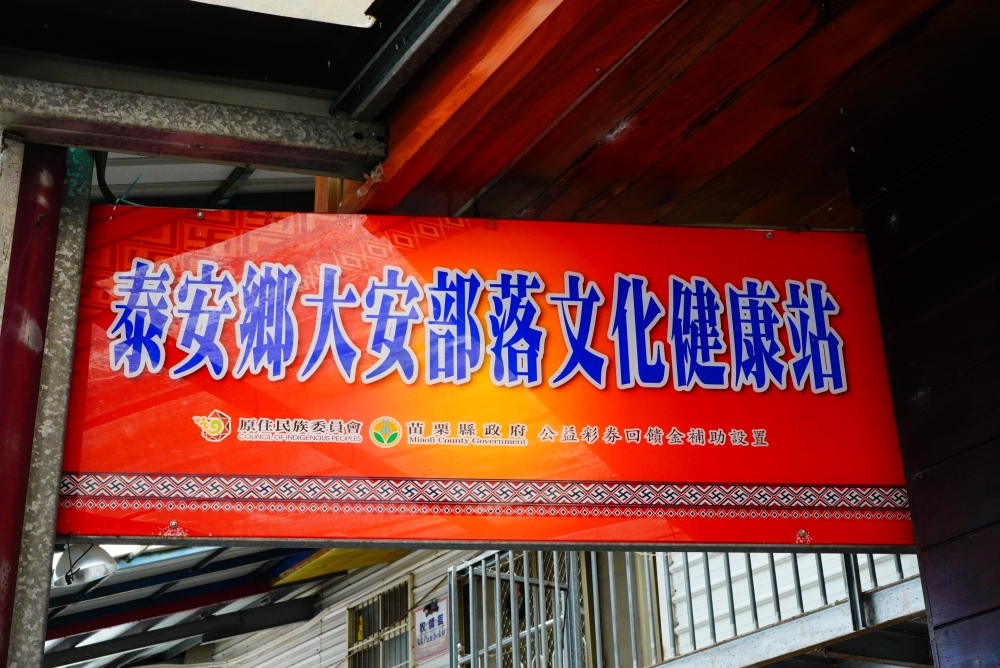 泰安鄉大安部落文化健康站
原住民族委員會
COUNCIL OF INDIGENOUS PEOPLES
苗栗縣政府
Miaoli County Government
公益彩券回饋金補助設置